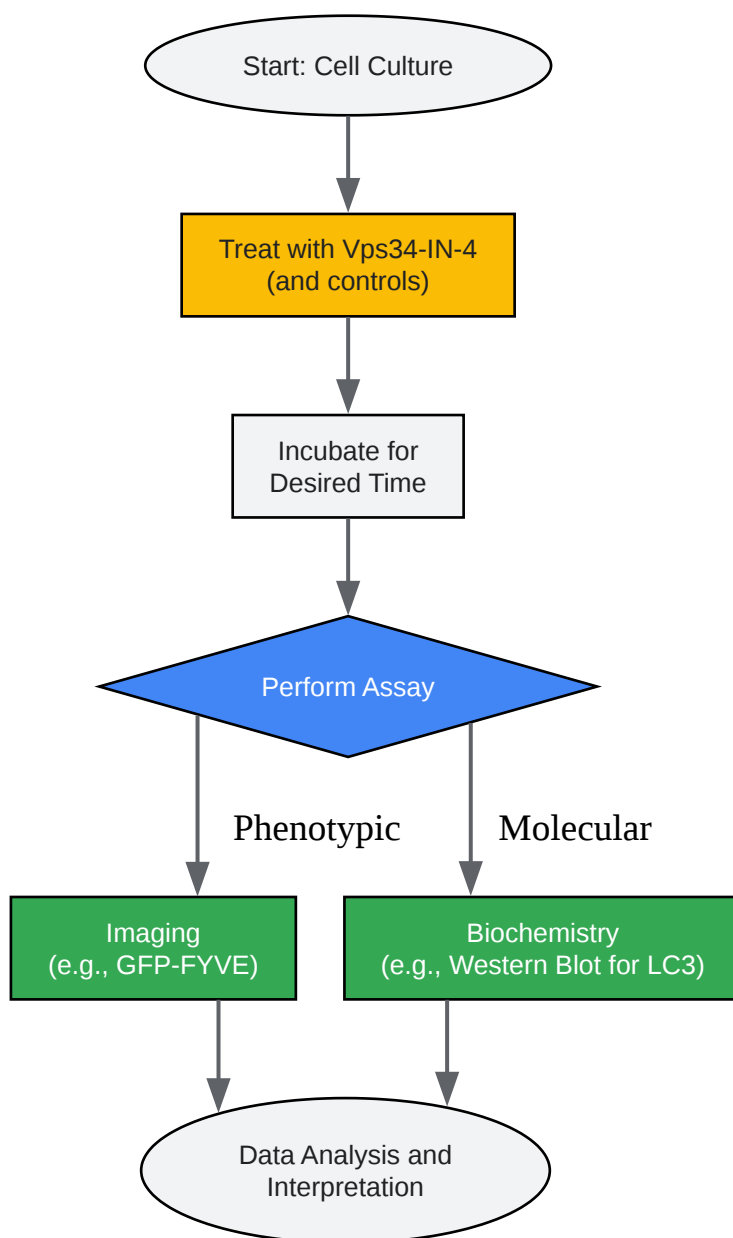 Start: Cell Culture
Treat with Vps34-IN-4
(and controls)
Incubate for
Desired Time
Perform Assay
Phenotypic
Molecular
Imaging
(e.g., GFP-FYVE)
Biochemistry
(e.g., Western Blot for LC3)
Data Analysis and
Interpretation